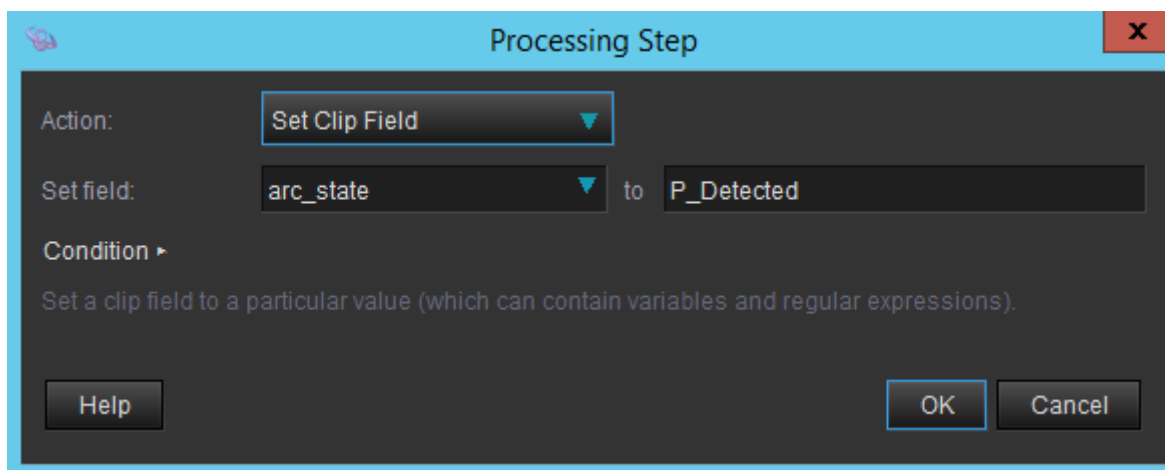 Processing Step
x
Action: Set Clip Field
Set field: arc_state to P_Detected
Condition
Set a clip field to a particular value (which can contain variables and regular expressions).
Help OK Cancel